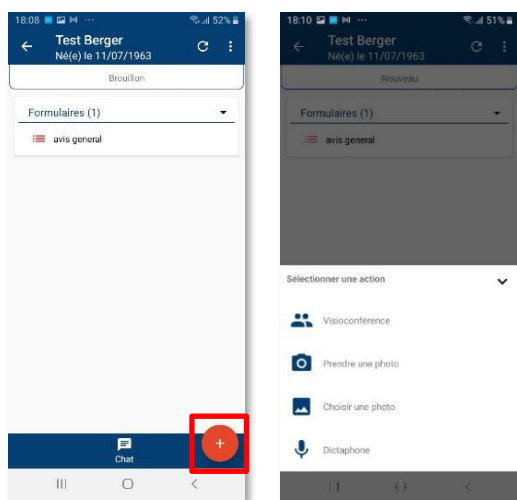 18:08 52%
Test Berger
Né(e) le 11/07/1963
Brouillon
Formulaires (1)
avis general
+
Chat
18:10 51%
Test Berger
Né(e) le 11/07/1963
Nouveau
Formulaires (1)
avis general
Sélectionner une action
Visioconférence
Prendre une photo
Choisir une photo
Dictaphone